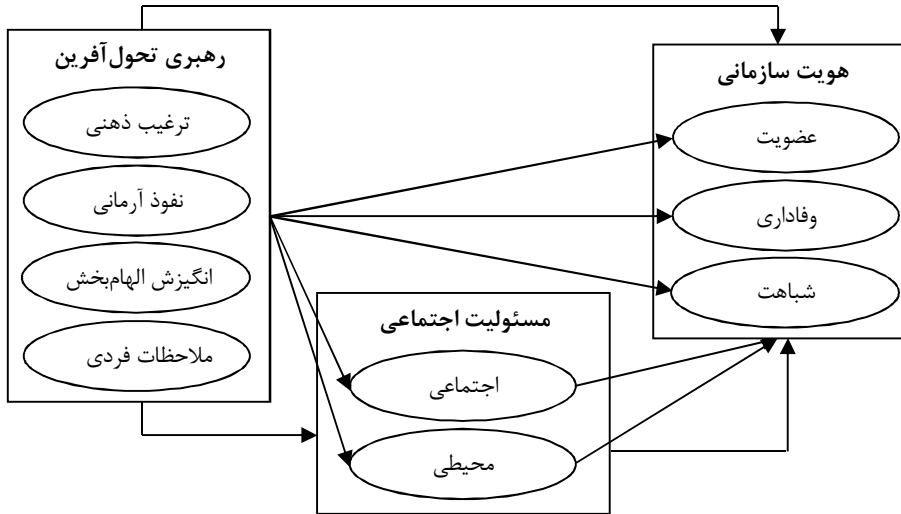 رهبری تحول‌آفرین
ترغیب ذهنی
نفوذ آرمانی
انگیزش الهام‌بخش
ملاحظات فردی
هویت سازمانی
عضویت
وفاداری
شباهت
مسئولیت اجتماعی
اجتماعی
محیطی